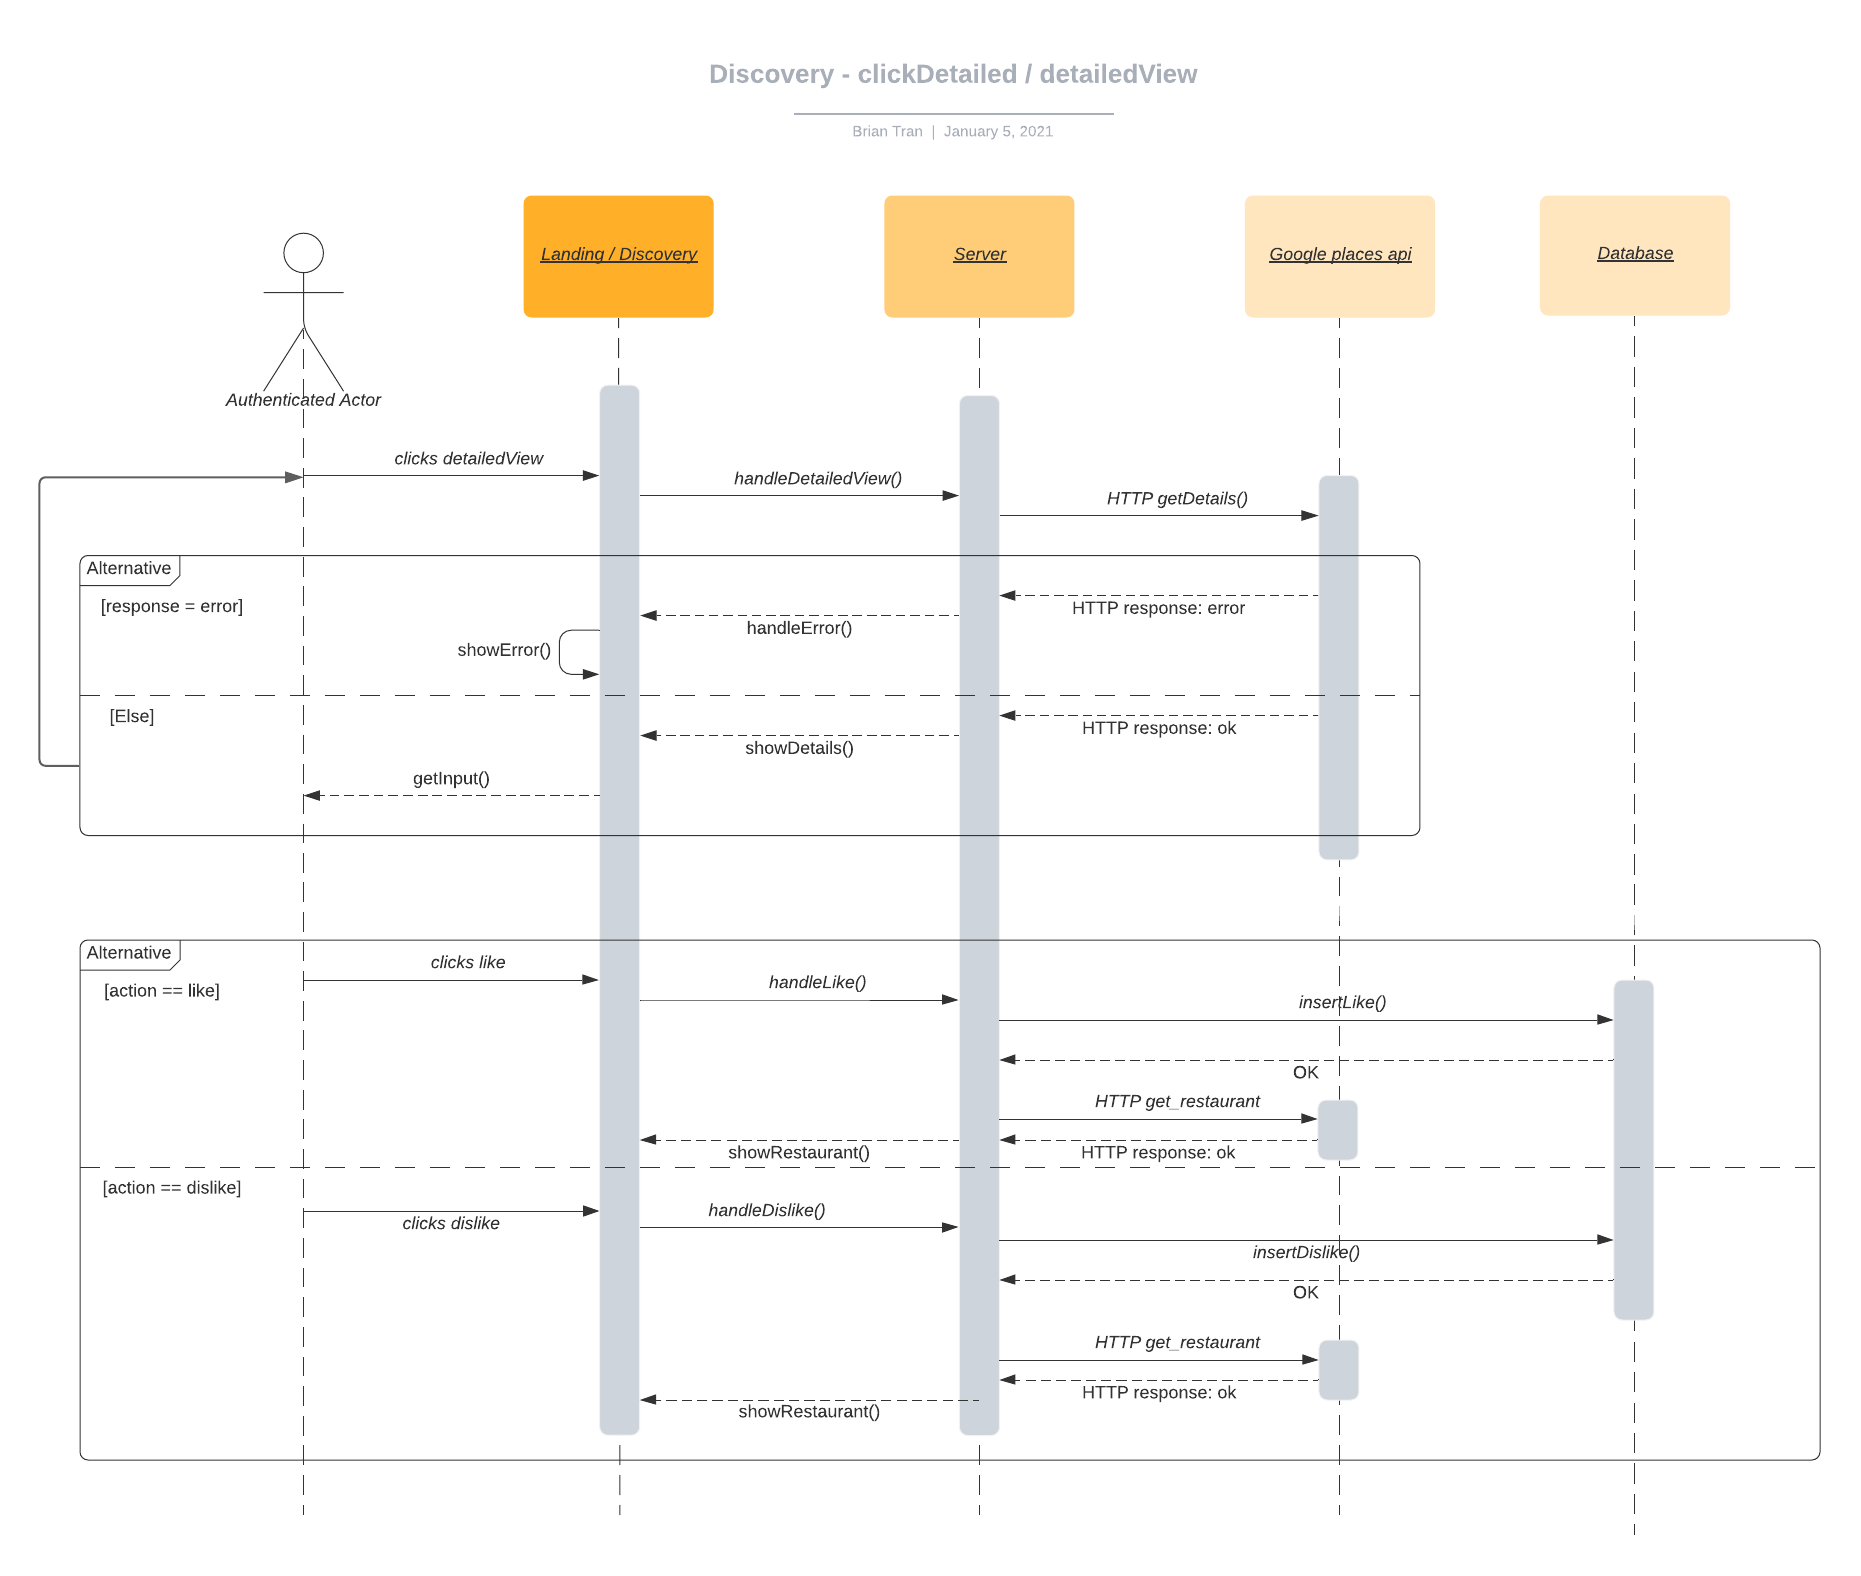 Discovery - clickDetailed / detailedView
Brian Tran | January 5, 2021
Landing / Discovery
Server
Google places api
Database
Authenticated Actor
clicks detailedView
handleDetailedView()
HTTP getDetails()
Alternative
[response = error]
HTTP response: error
handleError()
showError()
[Else]
HTTP response: ok
showDetails()
getInput()
Alternative
clicks like
[action == like]
handleLike()
insertLike()
OK
HTTP get_restaurant
showRestaurant()
HTTP response: ok
[action == dislike]
clicks dislike
handleDislike()
insertDislike()
OK
HTTP get_restaurant
HTTP response: ok
showRestaurant()